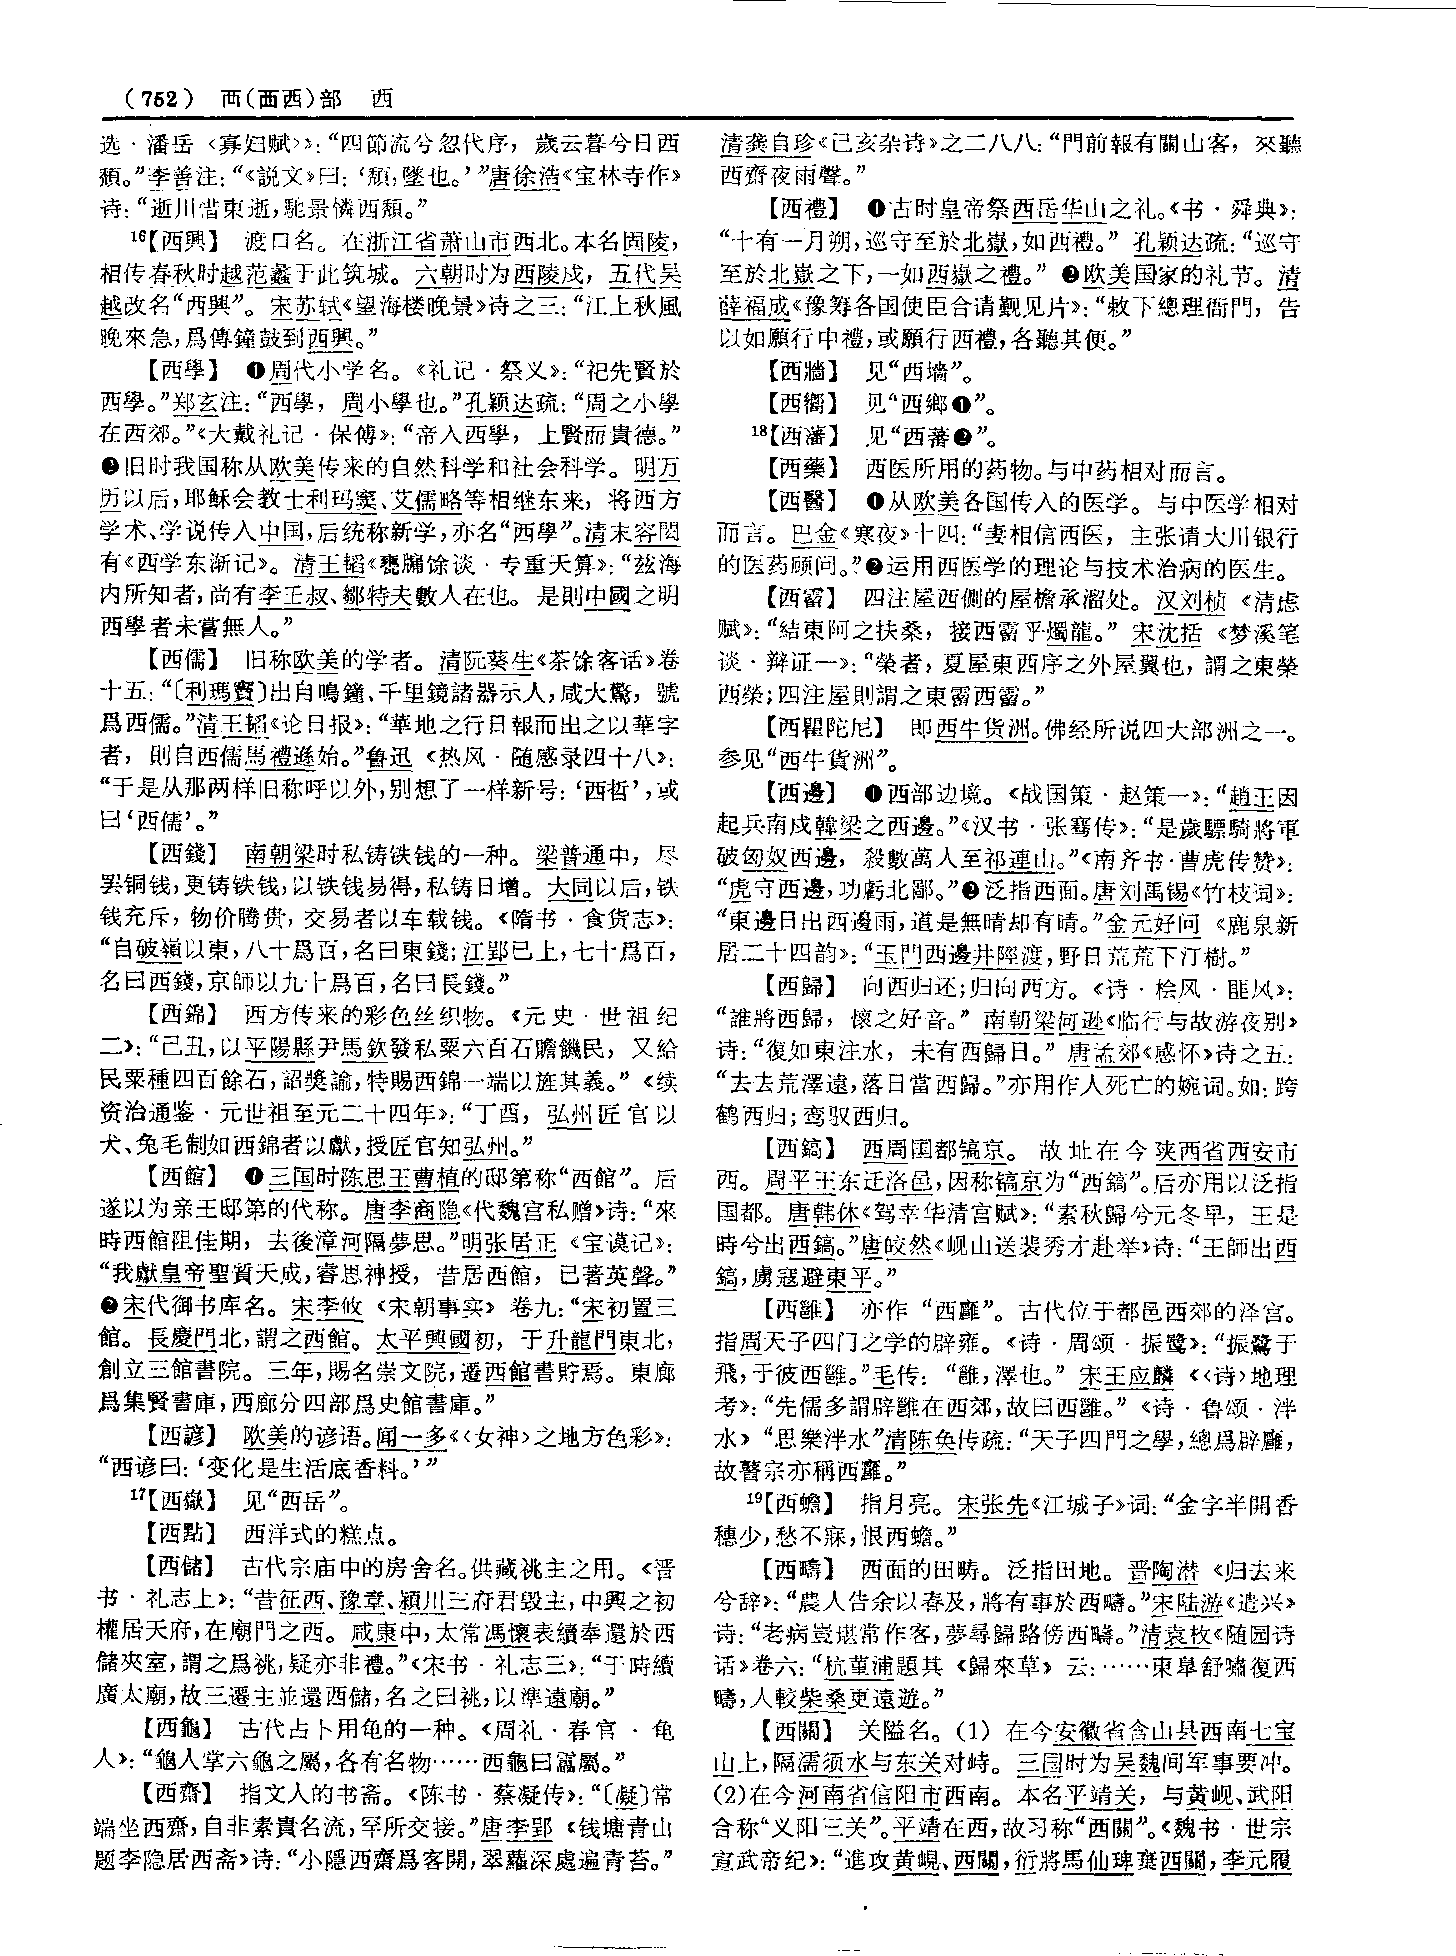 （752） 襾（西覀）部 西
选·潘岳〈寡妇赋〉》：“四節流兮忽代序，歲云暮兮日西
頹。”李善注：“《説文》曰：‘頹，墜也。’”唐徐浩《宝林寺作》
诗：“逝川惜東逝，馳景憐西頹。”
16【西興】 渡口名。在浙江省萧山市西北。本名固陵，
相传春秋时越范蠡于此筑城。六朝时为西陵戍，五代吴
越改名“西興”。宋苏轼《望海楼晚景》诗之三：“江上秋風
晚來急，爲傳鐘鼓到西興。”
【西學】 ❶周代小学名。《礼记·祭义》：“祀先賢於
西學。”郑玄注：“西學，周小學也。”孔颖达疏：“周之小學
在西郊。”《大戴礼记·保傅》：“帝入西學，上賢而貴德。”
❷旧时我国称从欧美传来的自然科学和社会科学。明万
历以后，耶稣会教士利玛窦、艾儒略等相继东来，将西方
学术、学说传入中国，后统称新学，亦名“西學”。清末容闳
有《西学东渐记》。清王韬《甕牖馀谈·专重天算》：“茲海
内所知者，尚有李壬叔、鄒特夫數人在也。是則中國之明
西學者未嘗無人。”
【西儒】 旧称欧美的学者。清阮葵生《茶馀客话》卷
十五：“〔利瑪竇〕出自鳴鐘、千里鏡諸器示人，咸大驚，號
爲西儒。”清王韬《论日报》：“華地之行日報而出之以華字
者，則自西儒馬禮遜始。”鲁迅《热风·随感录四十八》：
“于是从那两样旧称呼以外，别想了一样新号：‘西哲’，或
曰‘西儒’。”
【西錢】 南朝梁时私铸铁钱的一种。梁普通中，尽
罢铜钱，更铸铁钱，以铁钱易得，私铸日增。大同以后，铁
钱充斥，物价腾贵，交易者以车载钱。《隋书·食货志》：
“自破嶺以東，八十爲百，名曰東錢；江郢已上，七十爲百，
名曰西錢，京師以九十爲百，名曰長錢。”
【西錦】 西方传来的彩色丝织物。《元史·世祖纪
二》：“己丑，以平陽縣尹馬欽發私粟六百石贍饑民，又給
民粟種四百餘石，詔獎諭，特賜西錦一端以旌其義。”《续
资治通鉴·元世祖至元二十四年》：“丁酉，弘州匠官以
犬、兔毛制如西錦者以獻，授匠官知弘州。”
【西館】 ❶三国时陈思王曹植的邸第称“西館”。后
遂以为亲王邸第的代称。唐李商隐《代魏宫私赠》诗：“來
時西館阻佳期，去後漳河隔夢思。”明张居正《宝谟记》：
“我獻皇帝聖質天成，睿思神授，昔居西館，已著英聲。”
❷宋代御书库名。宋李攸《宋朝事实》卷九：“宋初置三
館。長慶門北，謂之西館。太平興國初，于升龍門東北，
創立三館書院。三年，賜名崇文院，遷西館書貯焉。東廊
爲集賢書庫，西廊分四部爲史館書庫。”
【西諺】 欧美的谚语。闻一多《〈女神〉之地方色彩》：
“西谚曰：‘变化是生活底香料。’”
17【西嶽】 见“西岳”。
【西點】 西洋式的糕点。
【西儲】 古代宗庙中的房舍名。供藏祧主之用。《晋
书·礼志上》：“昔征西、豫章、潁川三府君毁主，中興之初
權居天府，在廟門之西。咸康中，太常馮懷表續奉還於西
儲夾室，謂之爲祧，疑亦非禮。”《宋书·礼志三》：“于時續
廣太廟，故三遷主並還西儲，名之曰祧，以準遠廟。”
【西龜】 古代占卜用龟的一种。《周礼·春官·龟
人》：“龜人掌六龜之屬，各有名物……西龜曰靁屬。”
【西齋】 指文人的书斋。《陈书·蔡凝传》：“〔凝〕常
端坐西齋，自非素貴名流，罕所交接。”唐李郢《钱塘青山
题李隐居西斋》诗：“小隱西齋爲客開，翠蘿深處遍青苔。”
清龚自珍《己亥杂诗》之二八八：“門前報有關山客，來聽
西齋夜雨聲。”
【西禮】 ❶古时皇帝祭西岳华山之礼。《书·舜典》：
“十有一月朔，巡守至於北嶽，如西禮。”孔颖达疏：“巡守
至於北嶽之下，一如西嶽之禮。”❷欧美国家的礼节。清
薛福成《豫筹各国使臣合请觐见片》：“敕下總理衙門，告
以如願行中禮，或願行西禮，各聽其便。”
【西牆】 见“西墙”。
【西嚮】 见“西鄉❶”。
18【西藩】 见“西蕃❷”。
【西藥】 西医所用的药物。与中药相对而言。
【西醫】 ❶从欧美各国传入的医学。与中医学相对
而言。巴金《寒夜》十四：“妻相信西医，主张请大川银行
的医药顾问。”❷运用西医学的理论与技术治病的医生。
【西霤】 四注屋西侧的屋檐承溜处。汉刘桢《清虑
赋》：“結東阿之扶桑，接西霤乎燭龍。”宋沈括《梦溪笔
谈·辩证一》：“榮者，夏屋東西序之外屋翼也，謂之東榮
西榮；四注屋則謂之東霤西霤。”
【西瞿陀尼】 即西牛货洲。佛经所说四大部洲之一。
参见“西牛貨洲”。
【西邊】 ❶西部边境。《战国策·赵策一》：“趙王因
起兵南戍韓梁之西邊。”《汉书·张骞传》：“是歲驃騎將軍
破匈奴西邊，殺數萬人至祁連山。”《南齐书·曹虎传赞》：
“虎守西邊，功虧北鄙。”❷泛指西面。唐刘禹锡《竹枝词》：
“東邊日出西邊雨，道是無晴却有晴。”金元好问《鹿泉新
居二十四韵》：“玉門西邊井陘渡，野日荒荒下汀樹。”
【西歸】 向西归还；归向西方。《诗·桧风·匪风》：
“誰將西歸，懷之好音。”南朝梁何逊《临行与故游夜别》
诗：“復如東注水，未有西歸日。”唐孟郊《感怀》诗之五：
“去去荒澤遠，落日當西歸。”亦用作人死亡的婉词。如：跨
鹤西归；鸾驭西归。
【西鎬】 西周国都镐京。故址在今陕西省西安市
西。周平王东迁洛邑，因称镐京为“西鎬”。后亦用以泛指
国都。唐韩休《驾幸华清宫赋》：“素秋歸兮元冬早，王是
時兮出西鎬。”唐皎然《岘山送裴秀才赴举》诗：“王師出西
鎬，虜寇避東平。”
【西雝】 亦作“西廱”。古代位于都邑西郊的泽宫。
指周天子四门之学的辟雍。《诗·周颂·振鹭》：“振鷺于
飛，于彼西雝。”毛传：“雝，澤也。”宋王应麟《〈诗〉地理
考》：“先儒多謂辟雝在西郊，故曰西雝。”《诗·鲁颂·泮
水》“思樂泮水”清陈奂传疏：“天子四門之學，總爲辟廱，
故瞽宗亦稱西廱。”
19【西蟾】 指月亮。宋张先《江城子》词：“金字半開香
穗少，愁不寐，恨西蟾。”
【西疇】 西面的田畴。泛指田地。晋陶潜《归去来
兮辞》：“農人告余以春及，將有事於西疇。”宋陆游《遣兴》
诗：“老病豈堪常作客，夢尋歸路傍西疇。”清袁枚《随园诗
话》卷六：“杭堇浦題其《歸來草》云：……東皋舒嘯復西
疇，人較柴桑更遠遊。”
【西關】 关隘名。（1）在今安徽省含山县西南七宝
山上，隔濡须水与东关对峙。三国时为吴魏间军事要冲。
（2）在今河南省信阳市西南。本名平靖关，与黄岘、武阳
合称“义阳三关”。平靖在西，故习称“西關”。《魏书·世宗
宣武帝纪》：“進攻黄峴、西關，衍將馬仙琕棄西關，李元履